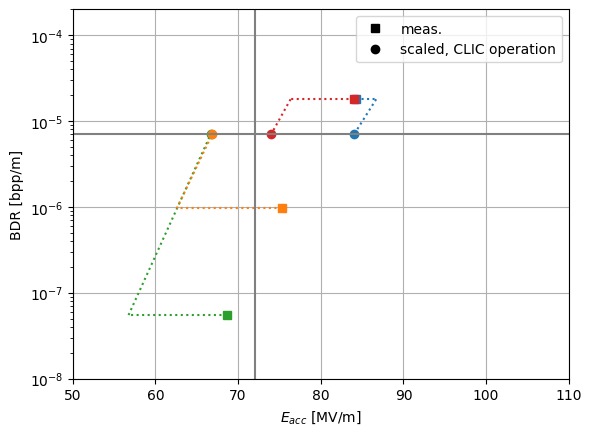 meas.
scaled, CLIC operation
BDR [bpp/m]
10⁻⁴
10⁻⁵
10⁻⁶
10⁻⁷
10⁻⁸
50 60 70 80 90 100 110
E_acc [MV/m]